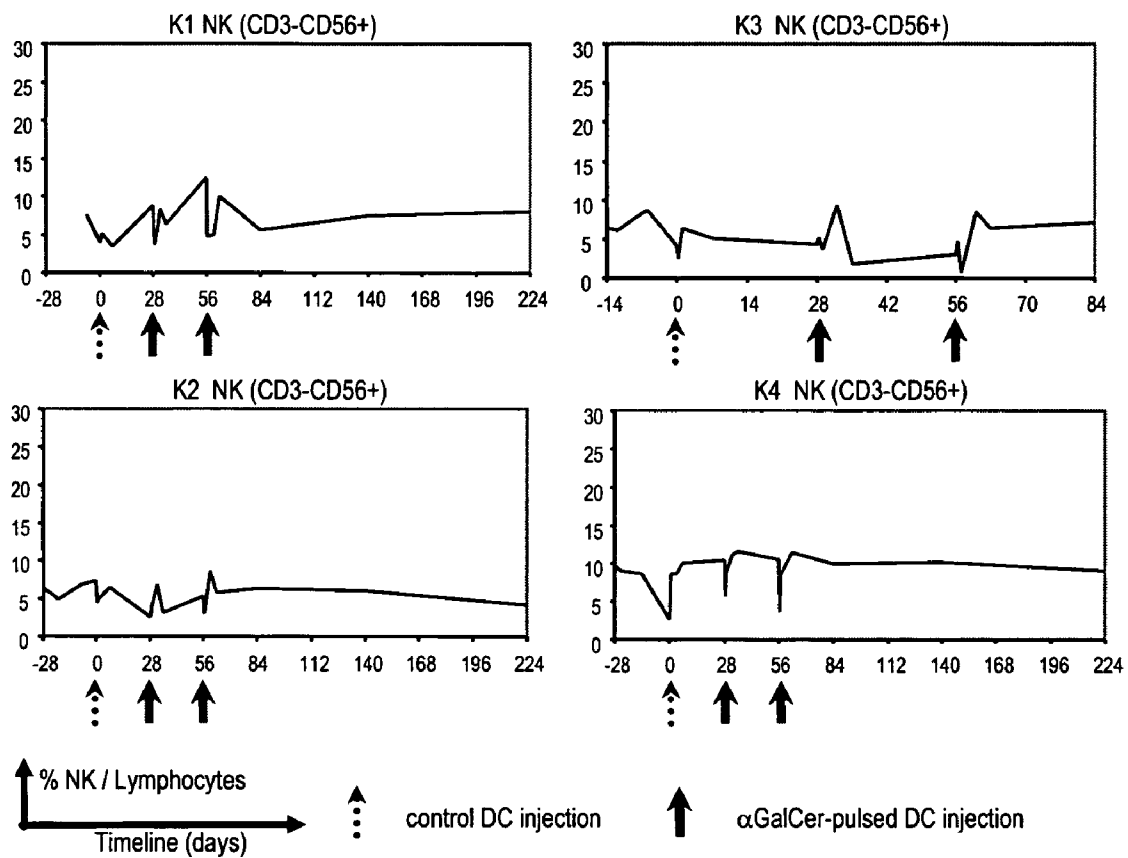 K1 NK (CD3-CD56+)
30
25
20
15
10
5
0
-28 0 28 56 84 112 140 168 196 224
K3 NK (CD3-CD56+)
30
25
20
15
10
5
0
-14 0 14 28 42 56 70 84
K2 NK (CD3-CD56+)
30
25
20
15
10
5
0
-28 0 28 56 84 112 140 168 196 224
K4 NK (CD3-CD56+)
30
25
20
15
10
5
0
-28 0 28 56 84 112 140 168 196 224
% NK / Lymphocytes
Timeline (days)
control DC injection
αGalCer-pulsed DC injection